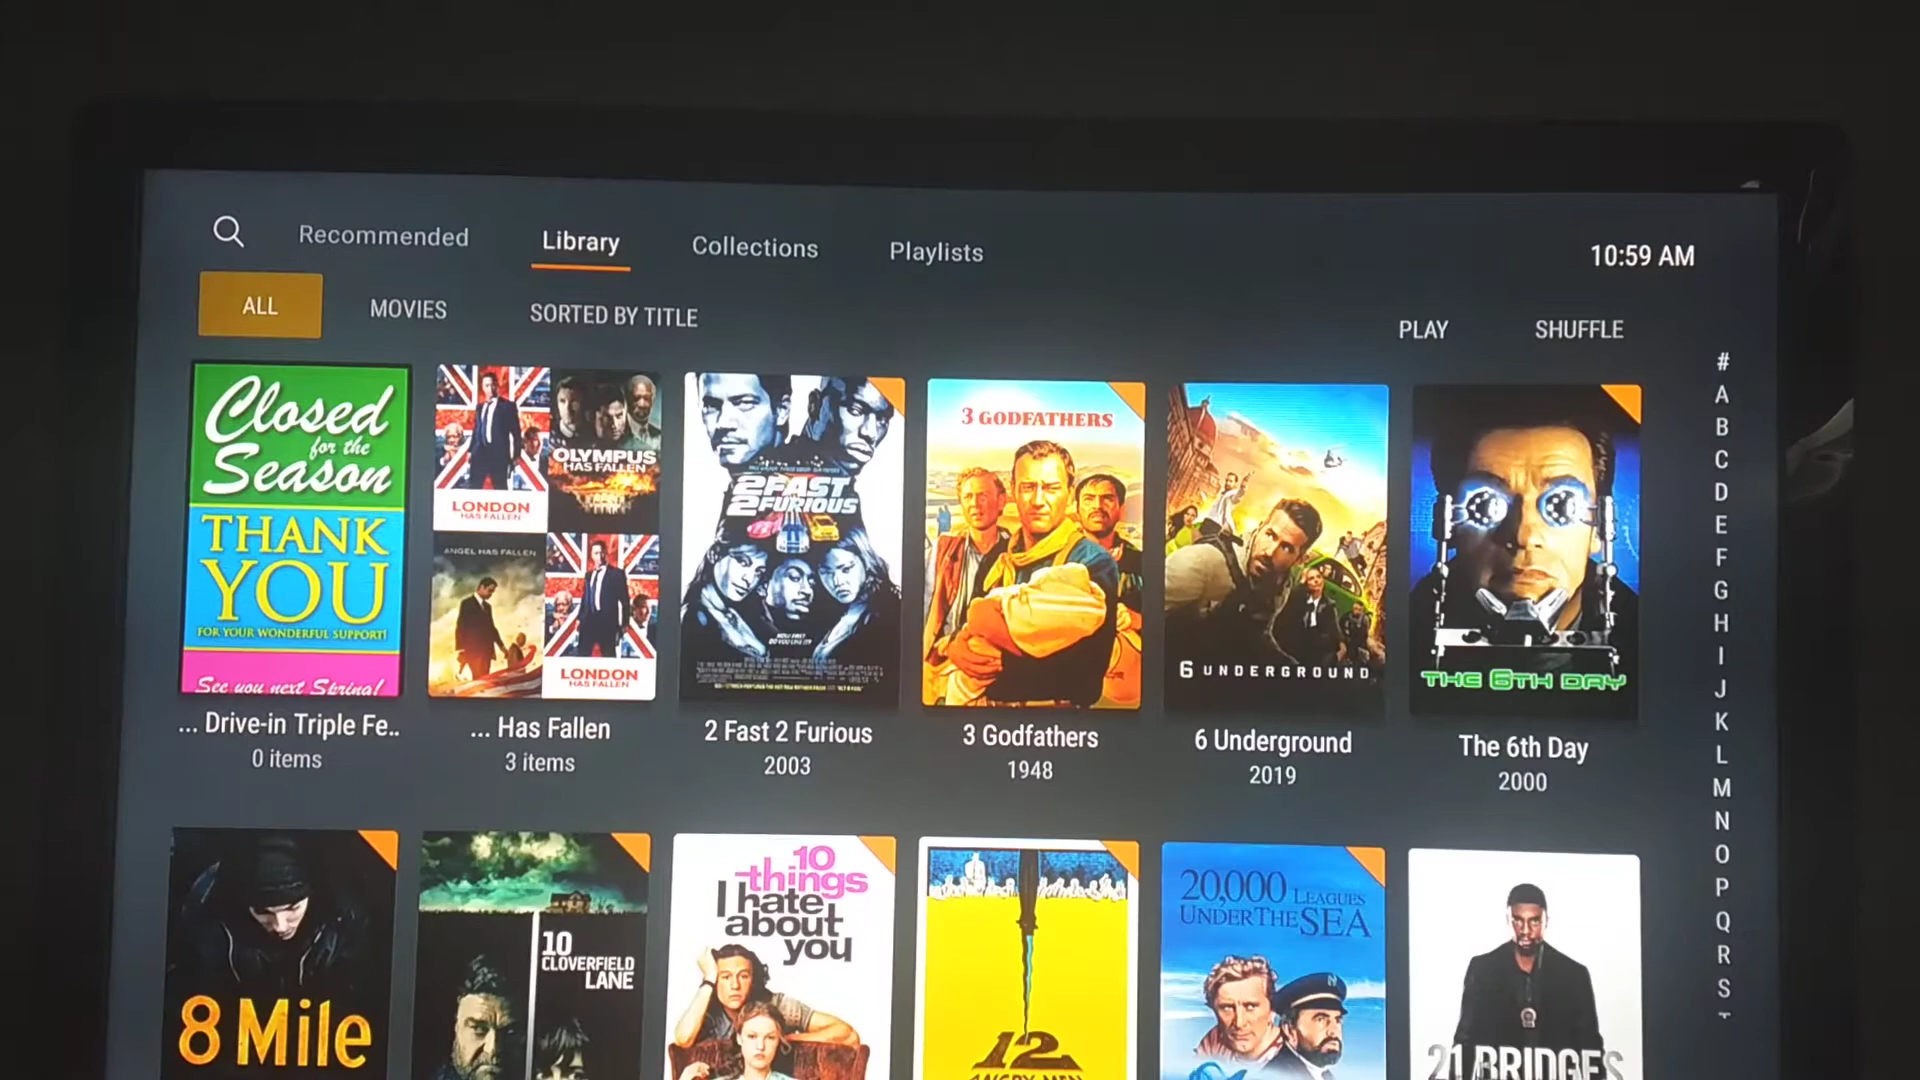 Recommended
Library
Collections
Playlists
10:59 AM
ALL
MOVIES
SORTED BY TITLE
PLAY
SHUFFLE
Closed
for the
Season
THANK
YOU
FOR YOUR WONDERFUL SUPPORT!
See you next Spring!
LONDON
HAS FALLEN
OLYMPUS
HAS FALLEN
ANGEL HAS FALLEN
LONDON
HAS FALLEN
2 FAST
2 FURIOUS
3 GODFATHERS
6 UNDERGROUND
THE 6TH DAY
... Drive-in Triple Fe..
0 items
... Has Fallen
3 items
2 Fast 2 Furious
2003
3 Godfathers
1948
6 Underground
2019
The 6th Day
2000
8 Mile
10
CLOVERFIELD
LANE
10
things
I hate
about
you
12
ANGRY MEN
20,000 LEAGUES
UNDER THE SEA
21 BRIDGES
#
A
B
C
D
E
F
G
H
I
J
K
L
M
N
O
P
Q
R
S